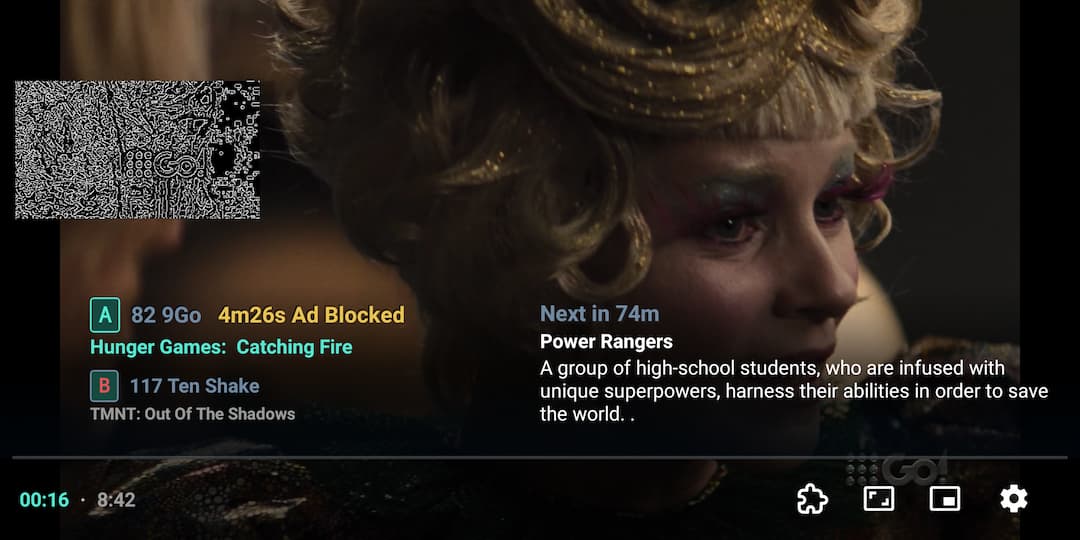 GO!
A 82 9Go 4m26s Ad Blocked
Hunger Games: Catching Fire
B 117 Ten Shake
TMNT: Out Of The Shadows
Next in 74m
Power Rangers
A group of high-school students, who are infused with
unique superpowers, harness their abilities in order to save
the world. .
GO!
00:16 · 8:42